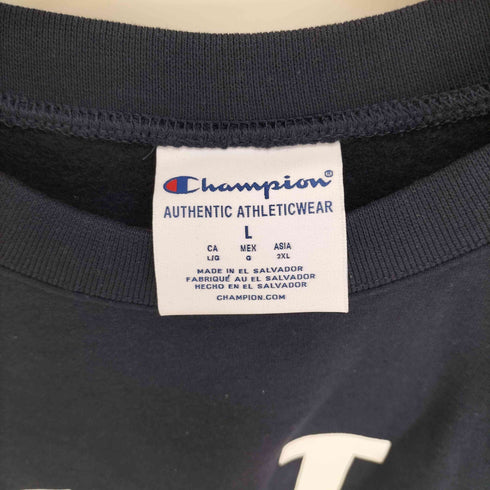 Champion®
AUTHENTIC ATHLETICWEAR
L
CA MEX ASIA
L/G G 2XL
MADE IN EL SALVADOR
FABRIQUÉ AU EL SALVADOR
HECHO EN EL SALVADOR
CHAMPION.COM